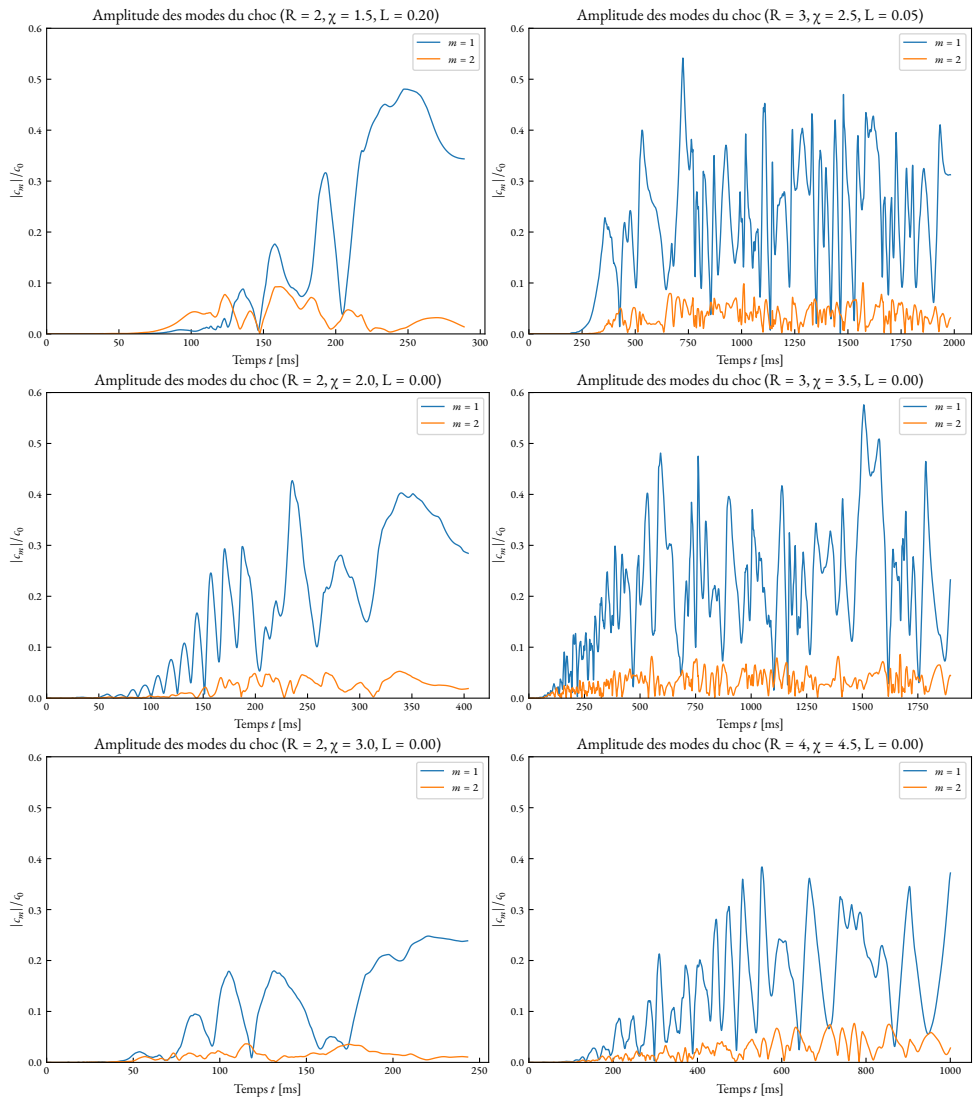 Amplitude des modes du choc (R = 2, χ = 1.5, L = 0.20)
0.6
0.5
0.4
0.3
0.2
0.1
0.0
|c_m|/c_0
m = 1
m = 2
0 50 100 150 200 250 300
Temps t [ms]
Amplitude des modes du choc (R = 3, χ = 2.5, L = 0.05)
0.6
0.5
0.4
0.3
0.2
0.1
0.0
|c_m|/c_0
m = 1
m = 2
0 250 500 750 1000 1250 1500 1750 2000
Temps t [ms]
Amplitude des modes du choc (R = 2, χ = 2.0, L = 0.00)
0.6
0.5
0.4
0.3
0.2
0.1
0.0
|c_m|/c_0
m = 1
m = 2
0 50 100 150 200 250 300 350 400
Temps t [ms]
Amplitude des modes du choc (R = 3, χ = 3.5, L = 0.00)
0.6
0.5
0.4
0.3
0.2
0.1
0.0
|c_m|/c_0
m = 1
m = 2
0 250 500 750 1000 1250 1500 1750
Temps t [ms]
Amplitude des modes du choc (R = 2, χ = 3.0, L = 0.00)
0.6
0.5
0.4
0.3
0.2
0.1
0.0
|c_m|/c_0
m = 1
m = 2
0 50 100 150 200 250
Temps t [ms]
Amplitude des modes du choc (R = 4, χ = 4.5, L = 0.00)
0.6
0.5
0.4
0.3
0.2
0.1
0.0
|c_m|/c_0
m = 1
m = 2
0 200 400 600 800 1000
Temps t [ms]